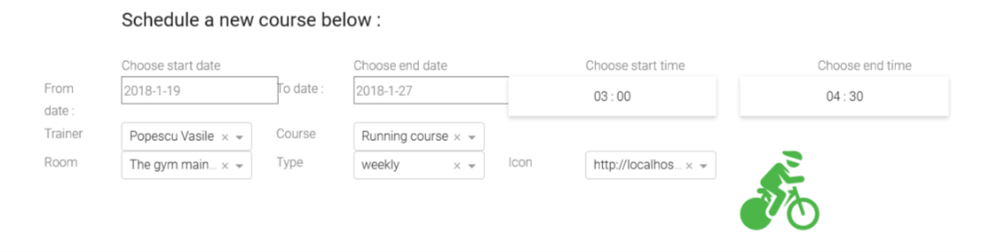 Schedule a new course below :
Choose start date Choose end date Choose start time Choose end time
From date : 2018-1-19 To date : 2018-1-27 03 : 00 04 : 30
Trainer Popescu Vasile × Course Running course ×
Room The gym main... × Type weekly × Icon http://localhos... ×